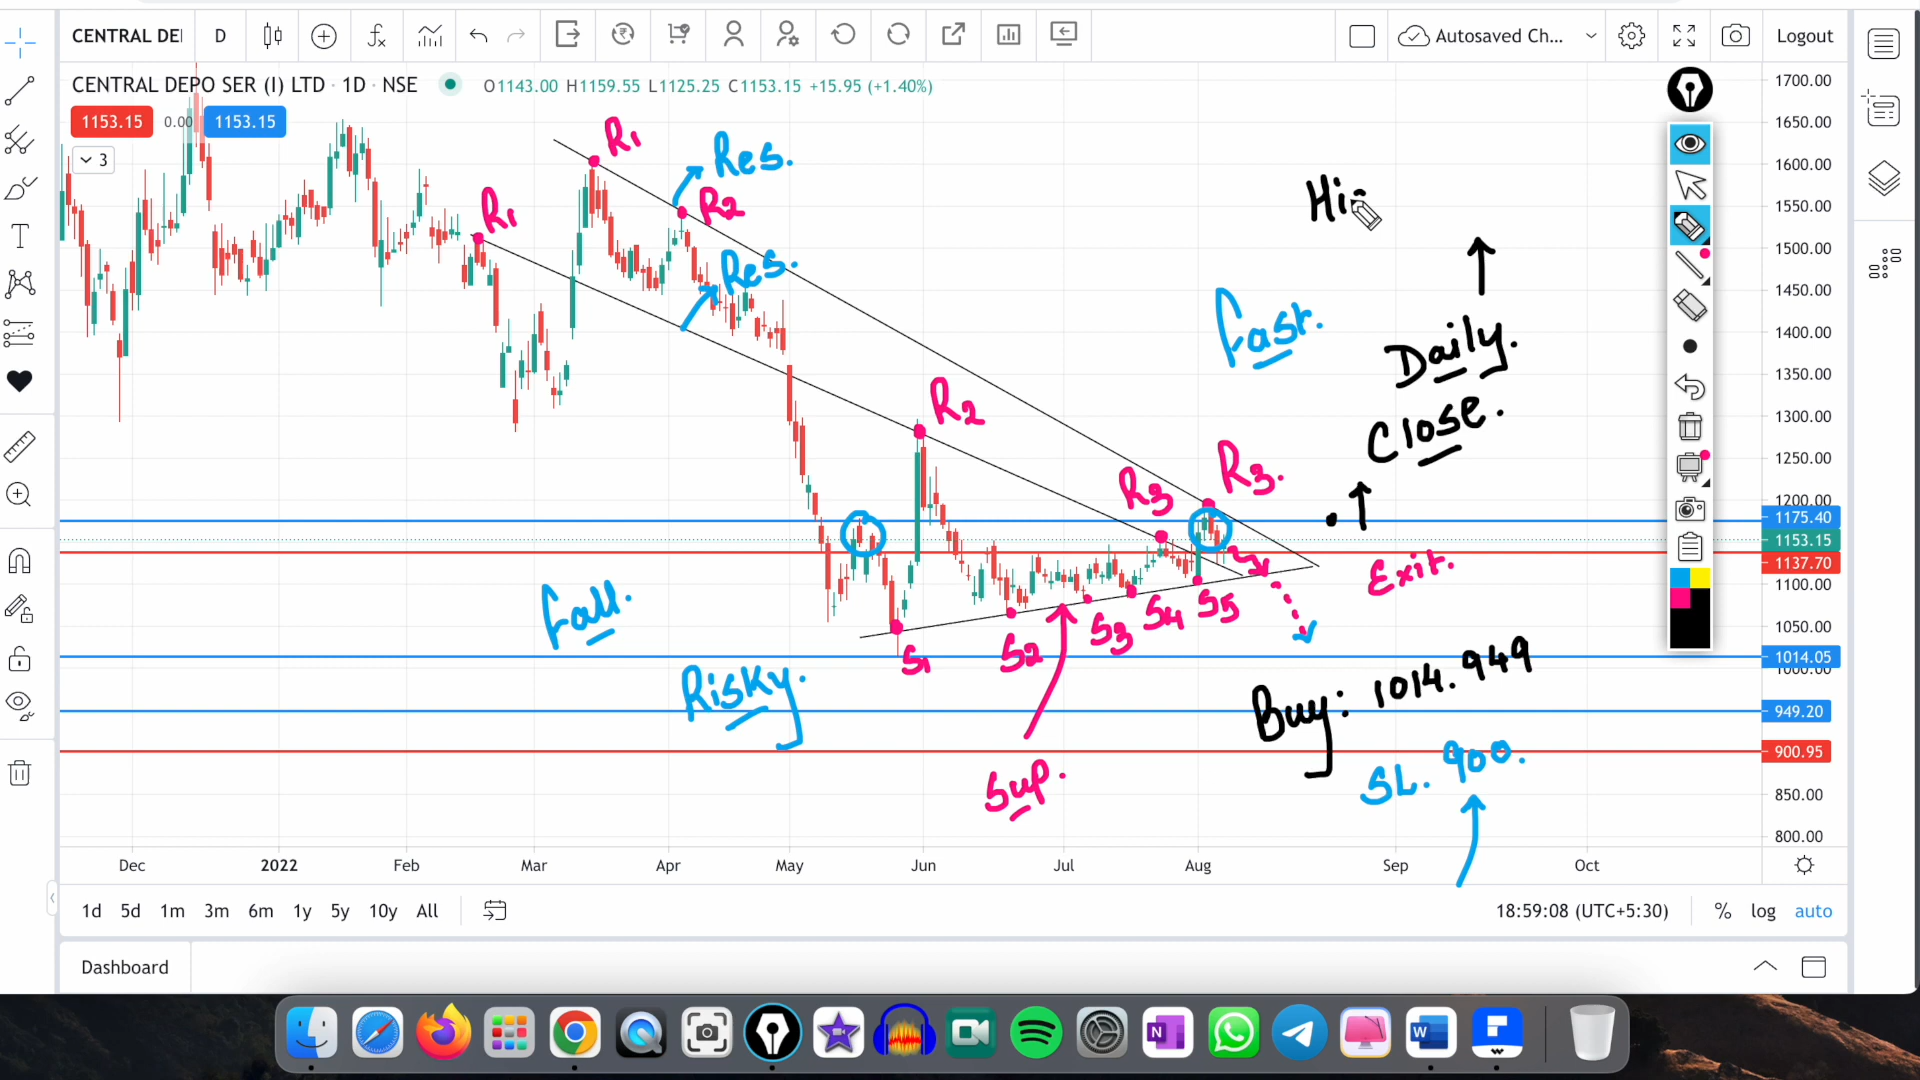 CENTRAL DEI D Autosaved Ch... Logout
CENTRAL DEPO SER (I) LTD · 1D · NSE O1143.00 H1159.55 L1125.25 C1153.15 +15.95 (+1.40%)
1153.15 0.00 1153.15
3
R1
Res.
R1
R2
Res.
Hi
Fast.
Daily.
Close.
R2
R3
R3.
Exit.
Fall.
S1
S2
S3
S4
S5
Risky.
Sup.
Buy: 1014. 949
SL. 900.
1700.00
1650.00
1600.00
1550.00
1500.00
1450.00
1400.00
1350.00
1300.00
1250.00
1200.00
1175.40
1153.15
1137.70
1100.00
1050.00
1014.05
1000.00
949.20
900.95
850.00
800.00
Dec 2022 Feb Mar Apr May Jun Jul Aug Sep Oct
1d 5d 1m 3m 6m 1y 5y 10y All 18:59:08 (UTC+5:30) % log auto
Dashboard